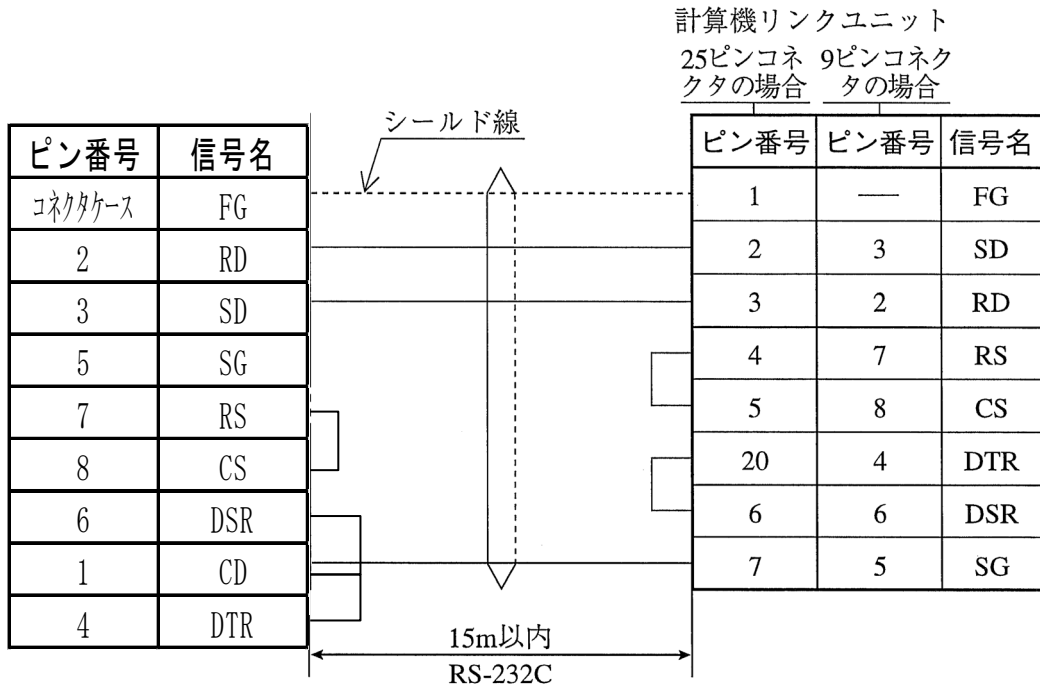 計算機リンクユニット
25ピンコネ
クタの場合
9ピンコネク
タの場合
シールド線
ピン番号 信号名
コネクタケース FG
2 RD
3 SD
5 SG
7 RS
8 CS
6 DSR
1 CD
4 DTR
ピン番号 ピン番号 信号名
1 — FG
2 3 SD
3 2 RD
4 7 RS
5 8 CS
20 4 DTR
6 6 DSR
7 5 SG
15m以内
RS-232C